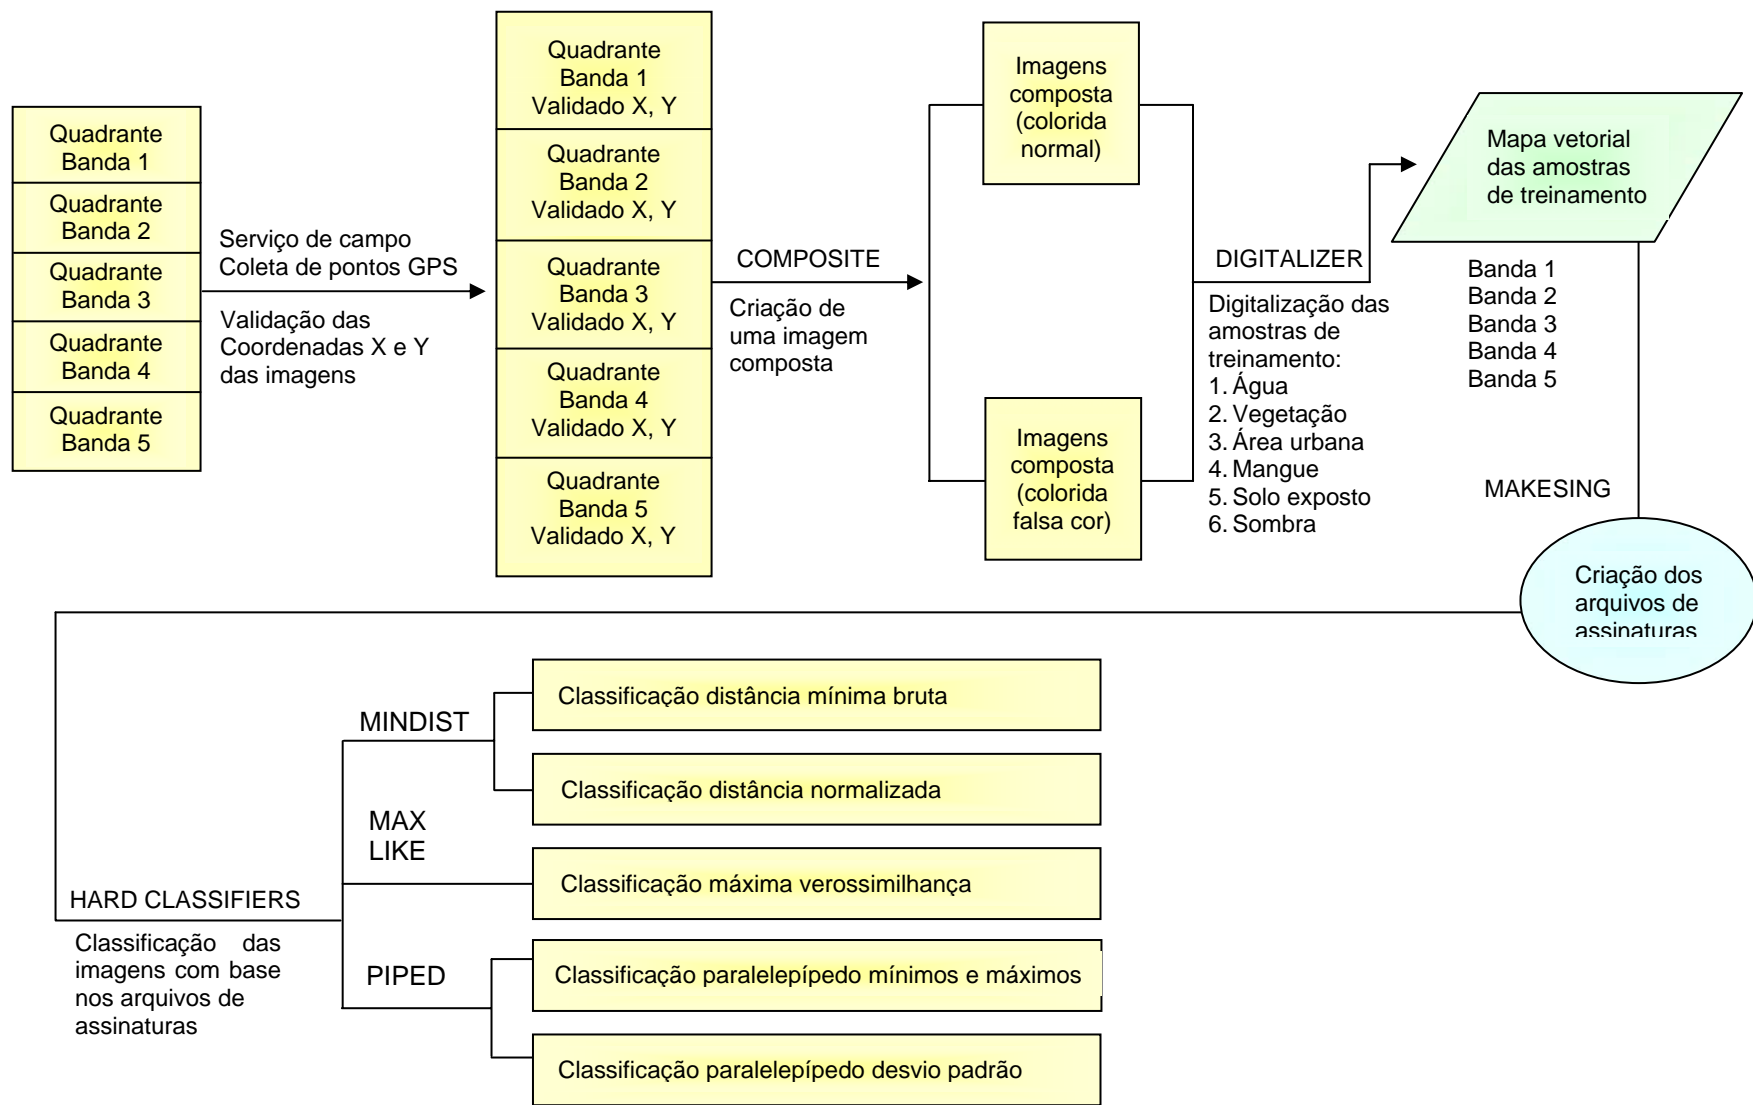 Quadrante
Banda 1
Quadrante
Banda 2
Quadrante
Banda 3
Quadrante
Banda 4
Quadrante
Banda 5
Serviço de campo
Coleta de pontos GPS
Validação das
Coordenadas X e Y
das imagens
Quadrante
Banda 1
Validado X, Y
Quadrante
Banda 2
Validado X, Y
Quadrante
Banda 3
Validado X, Y
Quadrante
Banda 4
Validado X, Y
Quadrante
Banda 5
Validado X, Y
COMPOSITE
Criação de
uma imagem
composta
Imagens
composta
(colorida
normal)
Imagens
composta
(colorida
falsa cor)
DIGITALIZER
Digitalização das
amostras de
treinamento:
1. Água
2. Vegetação
3. Área urbana
4. Mangue
5. Solo exposto
6. Sombra
Mapa vetorial
das amostras
de treinamento
Banda 1
Banda 2
Banda 3
Banda 4
Banda 5
MAKESING
Criação dos
arquivos de
assinaturas
HARD CLASSIFIERS
Classificação das
imagens com base
nos arquivos de
assinaturas
MINDIST
Classificação distância mínima bruta
Classificação distância normalizada
MAX
LIKE
Classificação máxima verossimilhança
PIPED
Classificação paralelepípedo mínimos e máximos
Classificação paralelepípedo desvio padrão